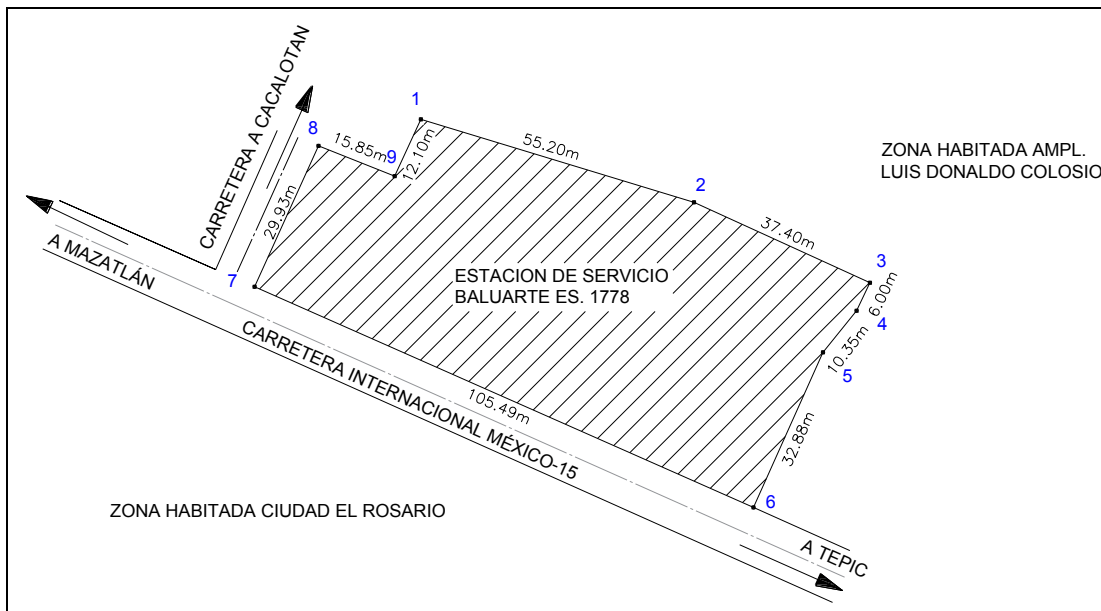 1
55.20m
2
37.40m
3
6.00m
4
10.35m
5
32.88m
6
105.49m
7
29.93m
8
15.85m
9
12.10m
CARRETERA A CACALOTAN
ZONA HABITADA AMPL.
LUIS DONALDO COLOSIO
ESTACION DE SERVICIO
BALUARTE ES. 1778
A MAZATLÁN
CARRETERA INTERNACIONAL MÉXICO-15
A TEPIC
ZONA HABITADA CIUDAD EL ROSARIO